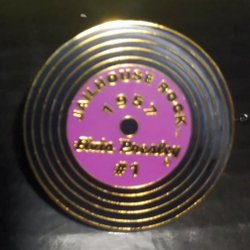 JAILHOUSE ROCK
1957
Elvis Presley
#1